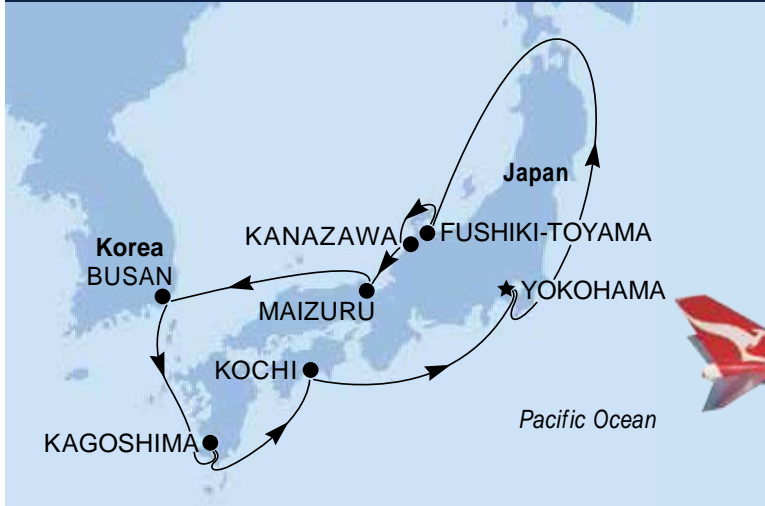 Japan
KANAZAWA
FUSHIKI-TOYAMA
Korea
BUSAN
MAIZURU
YOKOHAMA
KOCHI
Pacific Ocean
KAGOSHIMA